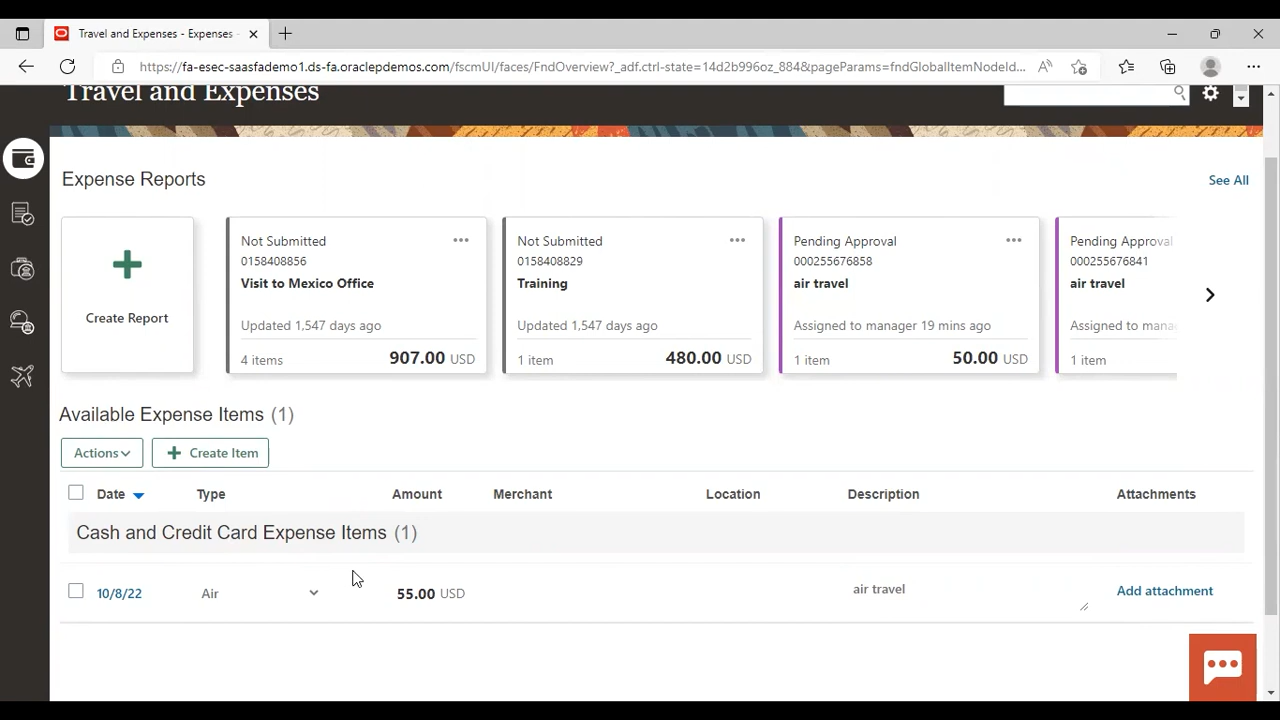 Travel and Expenses - Expenses -
https://fa-esec-saasfademo1.ds-fa.oraclepdemos.com/fscmUI/faces/FndOverview?_adf.ctrl-state=14d2b996oz_884&pageParams=fndGlobalItemNodeId...
Travel and Expenses
Expense Reports
See All
Create Report
Not Submitted
0158408856
Visit to Mexico Office
Updated 1,547 days ago
4 items 907.00 USD
Not Submitted
0158408829
Training
Updated 1,547 days ago
1 item 480.00 USD
Pending Approval
000255676858
air travel
Assigned to manager 19 mins ago
1 item 50.00 USD
Pending Approval
000255676841
air travel
Assigned to mana
1 item
Available Expense Items (1)
Actions Create Item
Date Type Amount Merchant Location Description Attachments
Cash and Credit Card Expense Items (1)
10/8/22 Air 55.00 USD air travel Add attachment